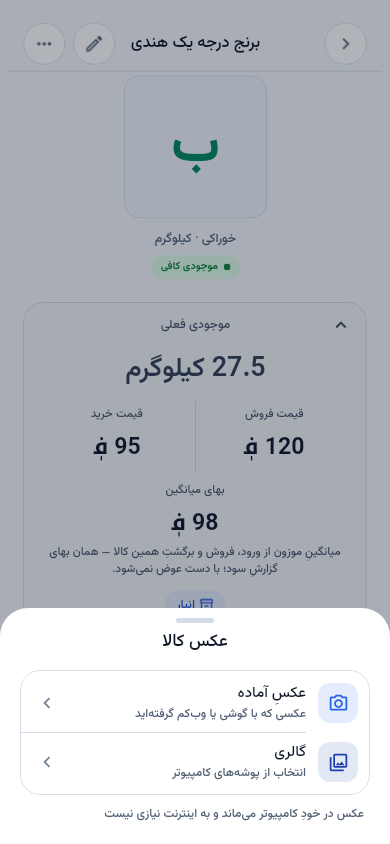 برنج درجه یک هندی
ب
خوراکی · کیلوگرم
موجودی کافی
موجودی فعلی
27.5 کیلوگرم
قیمت فروش
120 ؋
قیمت خرید
95 ؋
بهای میانگین
98 ؋
میانگینِ موزون از ورود، فروش و برگشتِ همین کالا — همان بهای
گزارشِ سود؛ با دست عوض نمی‌شود.
انبار
عکس کالا
عکسِ آماده
عکسی که با گوشی یا وب‌کم گرفته‌اید
گالری
انتخاب از پوشه‌های کامپیوتر
عکس در خودِ کامپیوتر می‌ماند و به اینترنت نیازی نیست